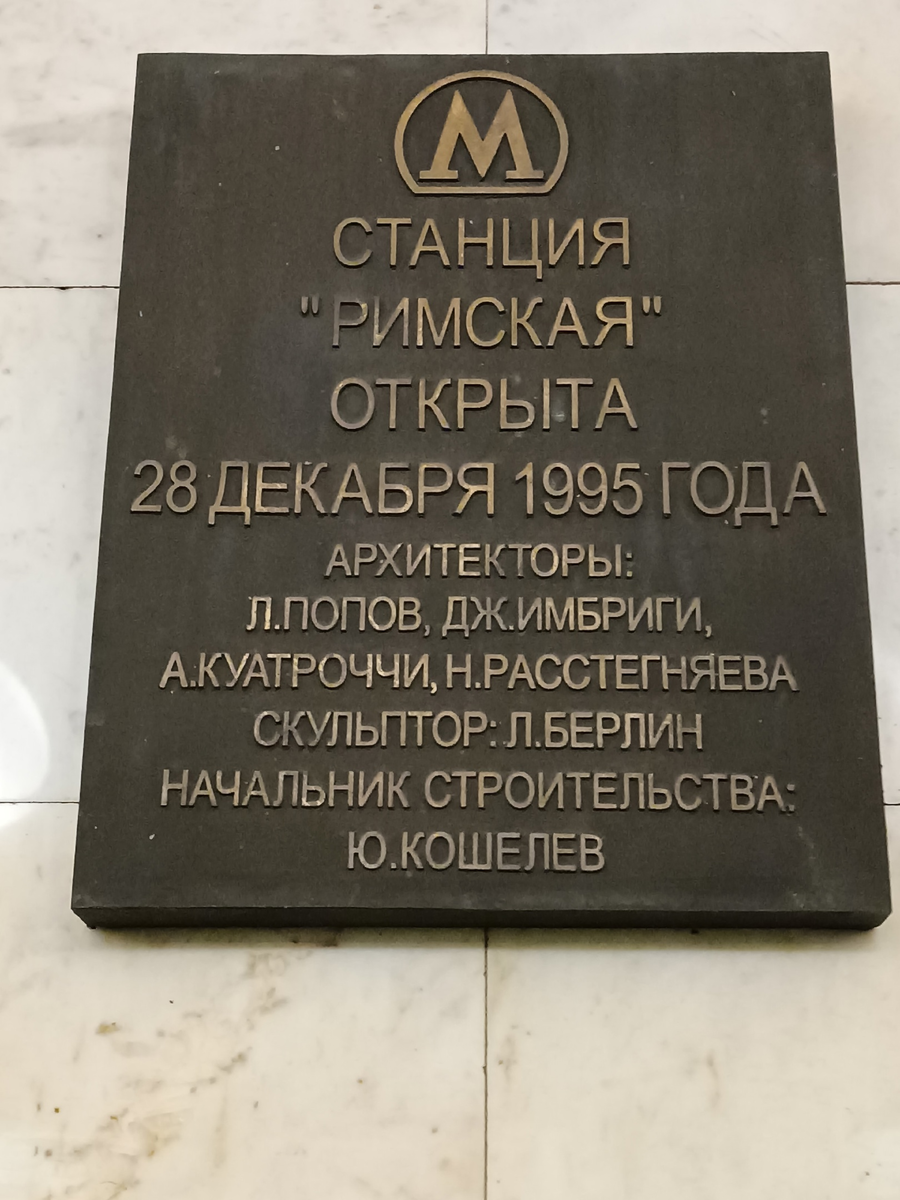 М
СТАНЦИЯ
"РИМСКАЯ"
ОТКРЫТА
28 ДЕКАБРЯ 1995 ГОДА
АРХИТЕКТОРЫ:
Л.ПОПОВ, ДЖ.ИМБРИГИ,
А.КУАТРОЧЧИ, Н.РАССТЕГНЯЕВА
СКУЛЬПТОР: Л.БЕРЛИН
НАЧАЛЬНИК СТРОИТЕЛЬСТВА:
Ю.КОШЕЛЕВ